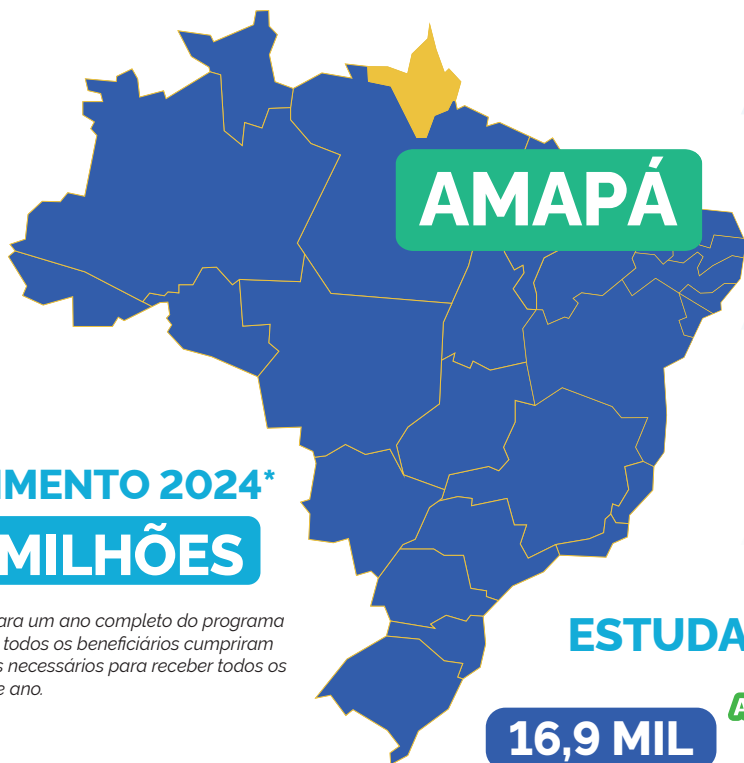 AMAPÁ
IMENTO 2024*
MILHÕES
ara um ano completo do programa
todos os beneficiários cumpriram
s necessários para receber todos os
e ano.
ESTUDA
A
16,9 MIL